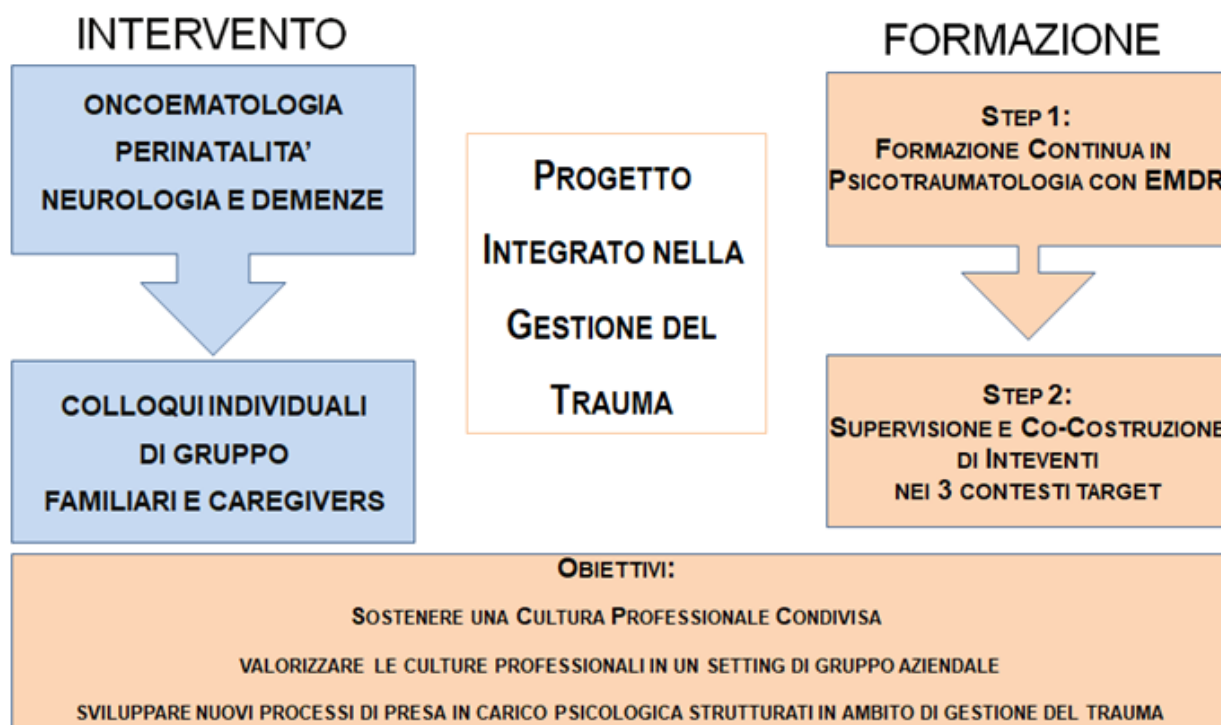 INTERVENTO
ONCOEMATOLOGIA
PERINATALITA'
NEUROLOGIA E DEMENZE
COLLOQUI INDIVIDUALI
DI GRUPPO
FAMILIARI E CAREGIVERS
PROGETTO
INTEGRATO NELLA
GESTIONE DEL
TRAUMA
FORMAZIONE
STEP 1:
FORMAZIONE CONTINUA IN
PSICOTRAUMATOLOGIA CON EMDR
STEP 2:
SUPERVISIONE E CO-COSTRUZIONE
DI INTEVENTI
NEI 3 CONTESTI TARGET
OBIETTIVI:
SOSTENERE UNA CULTURA PROFESSIONALE CONDIVISA
VALORIZZARE LE CULTURE PROFESSIONALI IN UN SETTING DI GRUPPO AZIENDALE
SVILUPPARE NUOVI PROCESSI DI PRESA IN CARICO PSICOLOGICA STRUTTURATI IN AMBITO DI GESTIONE DEL TRAUMA